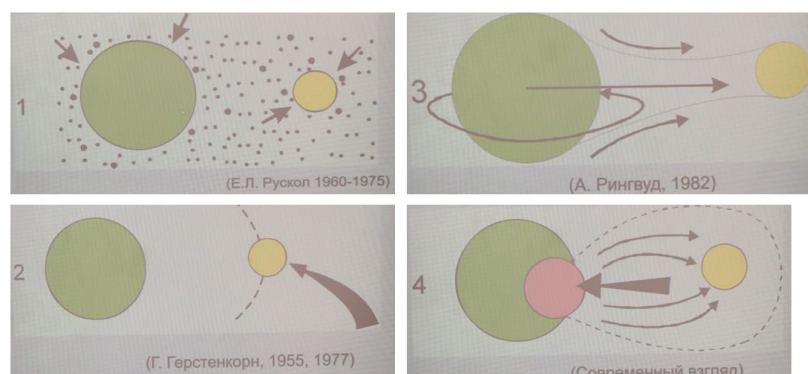 1
(Е.Л. Рускол 1960-1975)
3
(А. Рингвуд, 1982)
2
(Г. Герстенкорн, 1955, 1977)
4
(Современный взгляд)